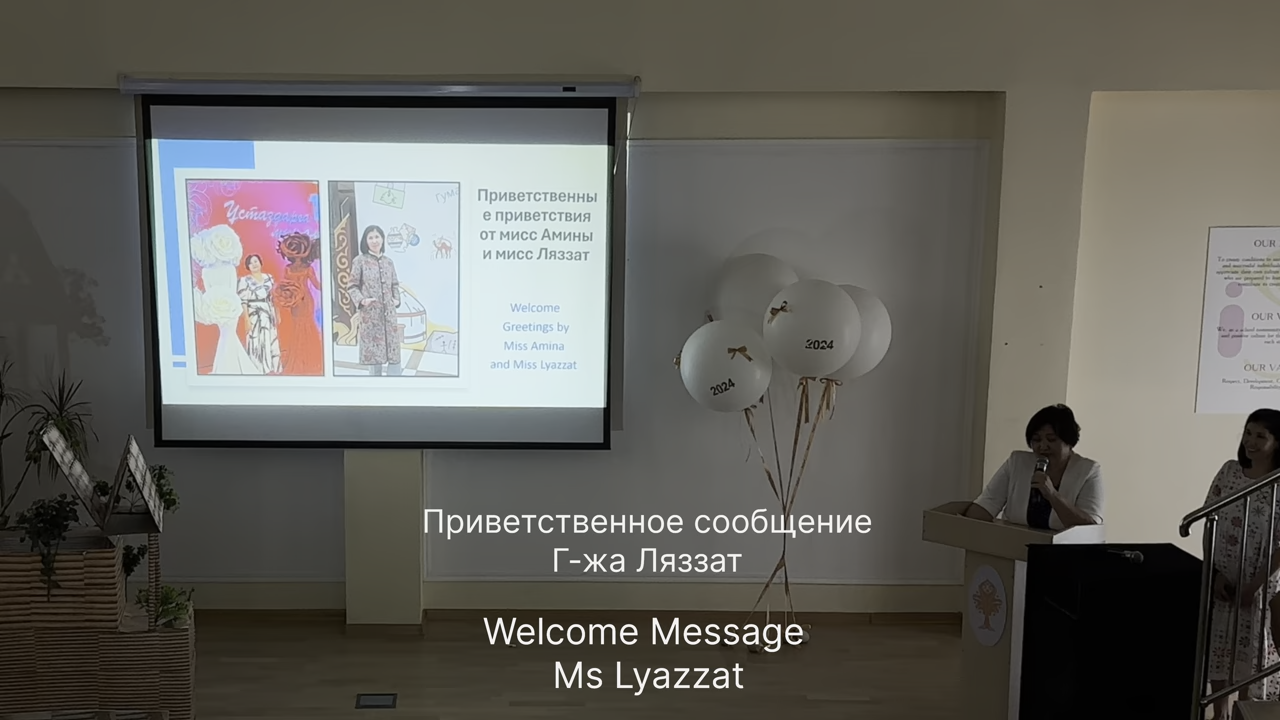 Устаздарға
Приветственны
е приветствия
от мисс Амины
и мисс Ляззат
Welcome
Greetings by
Miss Amina
and Miss Lyazzat
2024
2024
OUR
OUR V
OUR VA
Приветственное сообщение
Г-жа Ляззат
Welcome Message
Ms Lyazzat